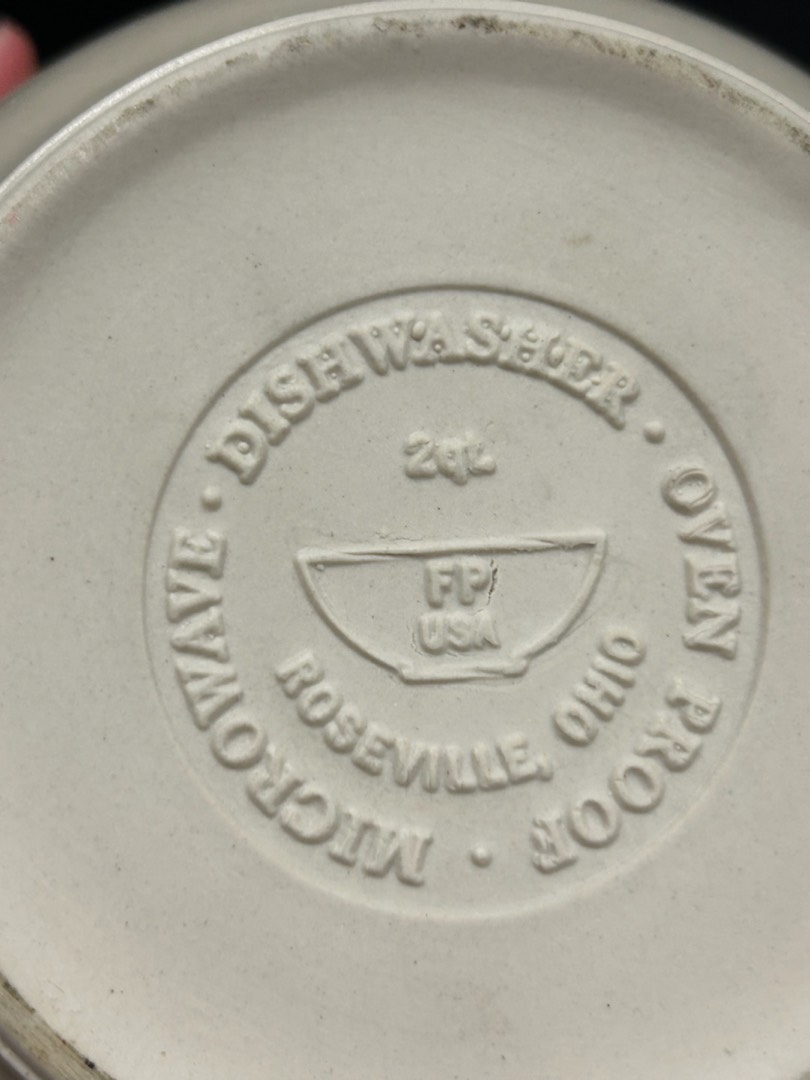 DISHWASHER · OVEN PROOF · MICROWAVE ·
2qt
FP
USA
ROSEVILLE, OHIO